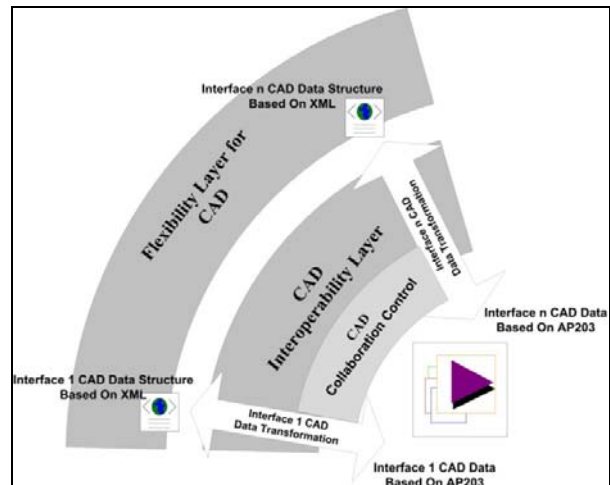 Interface n CAD Data Structure
Based On XML
Flexibility Layer for
CAD
CAD
Interoperability Layer
CAD
Collaboration Control
Interface n CAD
Data Transformation
Interface n CAD Data
Based On AP203
Interface 1 CAD Data Structure
Based On XML
Interface 1 CAD
Data Transformation
Interface 1 CAD Data
Based On AP203